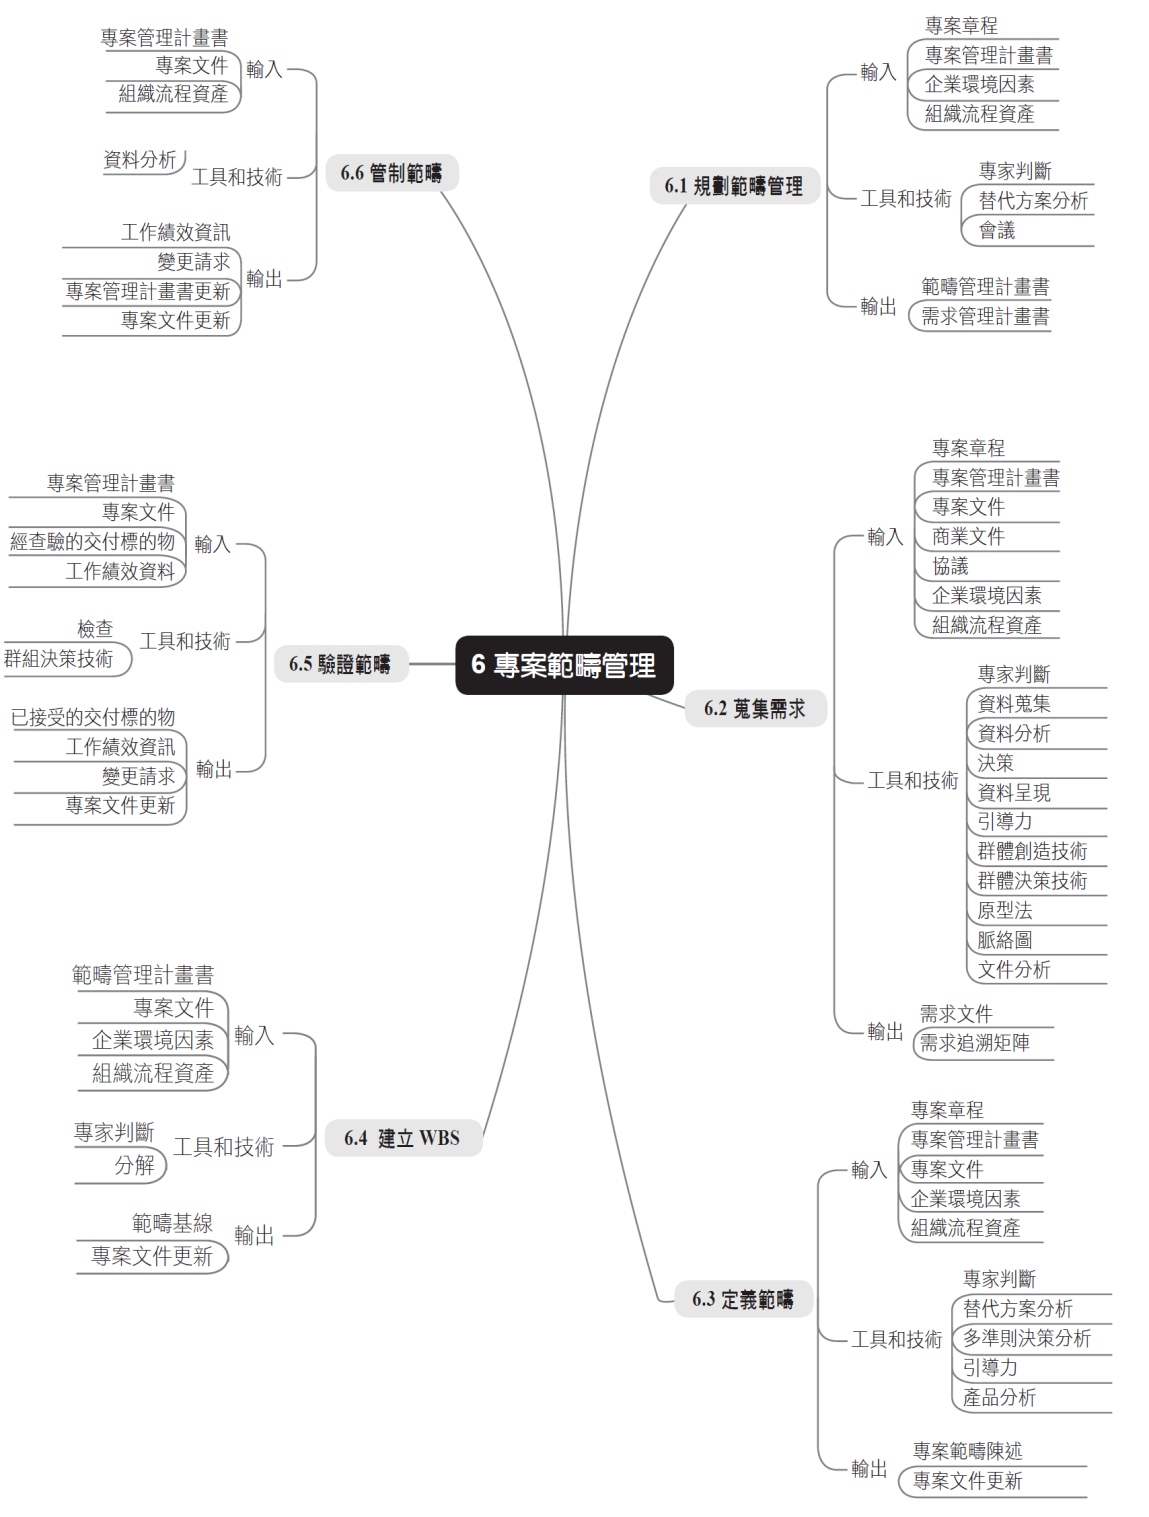 6 專案範疇管理
6.1 規劃範疇管理
輸入
專案章程
專案管理計畫書
企業環境因素
組織流程資產
工具和技術
專家判斷
替代方案分析
會議
輸出
範疇管理計畫書
需求管理計畫書
6.2 蒐集需求
輸入
專案章程
專案管理計畫書
專案文件
商業文件
協議
企業環境因素
組織流程資產
工具和技術
專家判斷
資料蒐集
資料分析
決策
資料呈現
引導力
群體創造技術
群體決策技術
原型法
脈絡圖
文件分析
輸出
需求文件
需求追溯矩陣
6.3 定義範疇
輸入
專案章程
專案管理計畫書
專案文件
企業環境因素
組織流程資產
工具和技術
專家判斷
替代方案分析
多準則決策分析
引導力
產品分析
輸出
專案範疇陳述
專案文件更新
6.4 建立 WBS
輸入
範疇管理計畫書
專案文件
企業環境因素
組織流程資產
工具和技術
專家判斷
分解
輸出
範疇基線
專案文件更新
6.5 驗證範疇
輸入
專案管理計畫書
專案文件
經查驗的交付標的物
工作績效資料
工具和技術
檢查
群組決策技術
輸出
已接受的交付標的物
工作績效資訊
變更請求
專案文件更新
6.6 管制範疇
輸入
專案管理計畫書
專案文件
組織流程資產
工具和技術
資料分析
輸出
工作績效資訊
變更請求
專案管理計畫書更新
專案文件更新